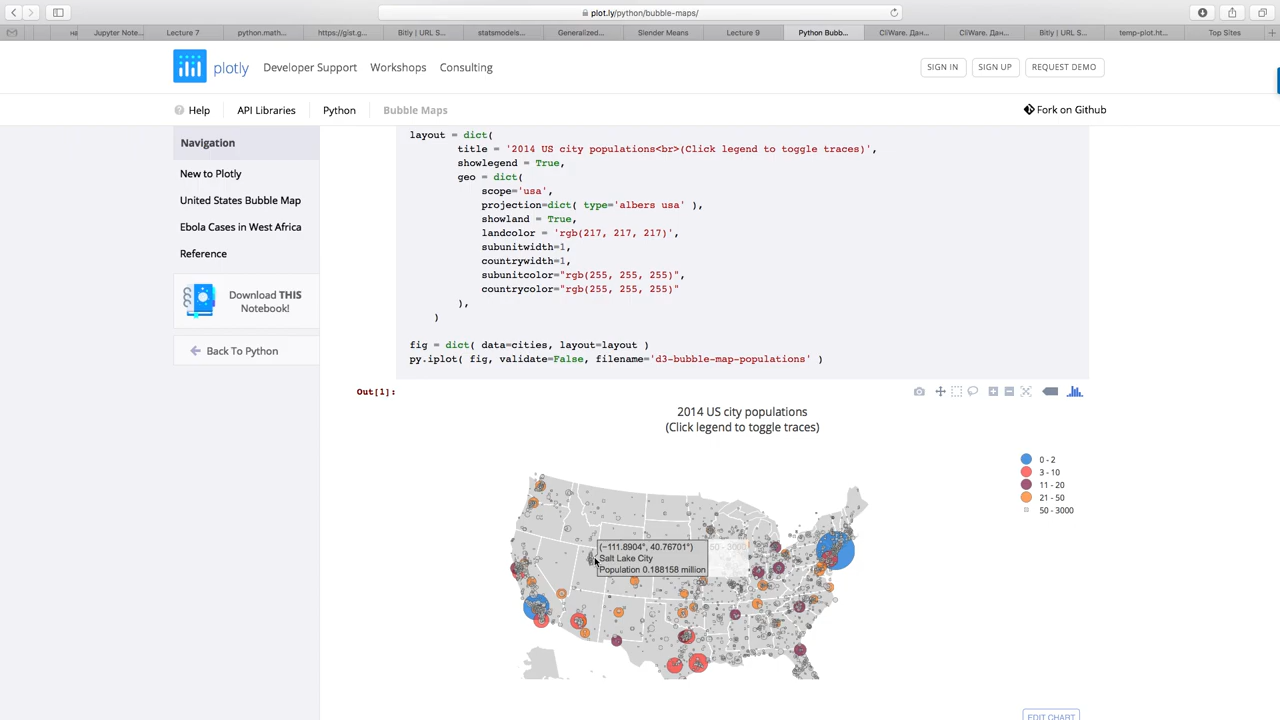 plot.ly/python/bubble-maps/
на Jupyter Note... Lecture 7 python.math... https://gist.g... Bitly | URL S... statsmodels... Generalized... Slender Means Lecture 9 Python Bubb... CliWare. Дан... CliWare. Дан... Bitly | URL S... temp-plot.ht... Top Sites
plotly Developer Support Workshops Consulting SIGN IN SIGN UP REQUEST DEMO
Help API Libraries Python Bubble Maps Fork on Github
Navigation
New to Plotly
United States Bubble Map
Ebola Cases in West Africa
Reference
Download THIS
Notebook!
Back To Python
layout = dict(
title = '2014 US city populations<br>(Click legend to toggle traces)',
showlegend = True,
geo = dict(
scope='usa',
projection=dict( type='albers usa' ),
showland = True,
landcolor = 'rgb(217, 217, 217)',
subunitwidth=1,
countrywidth=1,
subunitcolor="rgb(255, 255, 255)",
countrycolor="rgb(255, 255, 255)"
),
)
fig = dict( data=cities, layout=layout )
py.iplot( fig, validate=False, filename='d3-bubble-map-populations' )
Out[1]:
2014 US city populations
(Click legend to toggle traces)
0 - 2
3 - 10
11 - 20
21 - 50
50 - 3000
(−111.8904°, 40.76701°)
Salt Lake City
Population 0.188158 million
50 - 3000
EDIT CHART